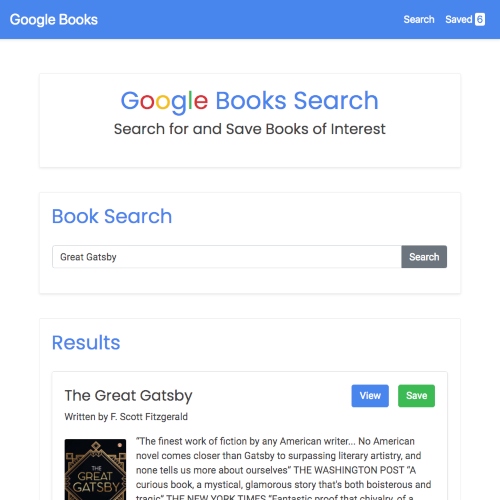 Google Books
Search Saved 6
Google Books Search
Search for and Save Books of Interest
Book Search
Great Gatsby Search
Results
The Great Gatsby View Save
Written by F. Scott Fitzgerald
THE
GREAT
GATSBY
“The finest work of fiction by any American writer... No American
novel comes closer than Gatsby to surpassing literary artistry, and
none tells us more about ourselves” THE WASHINGTON POST “A
curious book, a mystical, glamorous story that's both boisterous and
tragic” THE NEW YORK TIMES “Fantastic proof that chivalry, of a